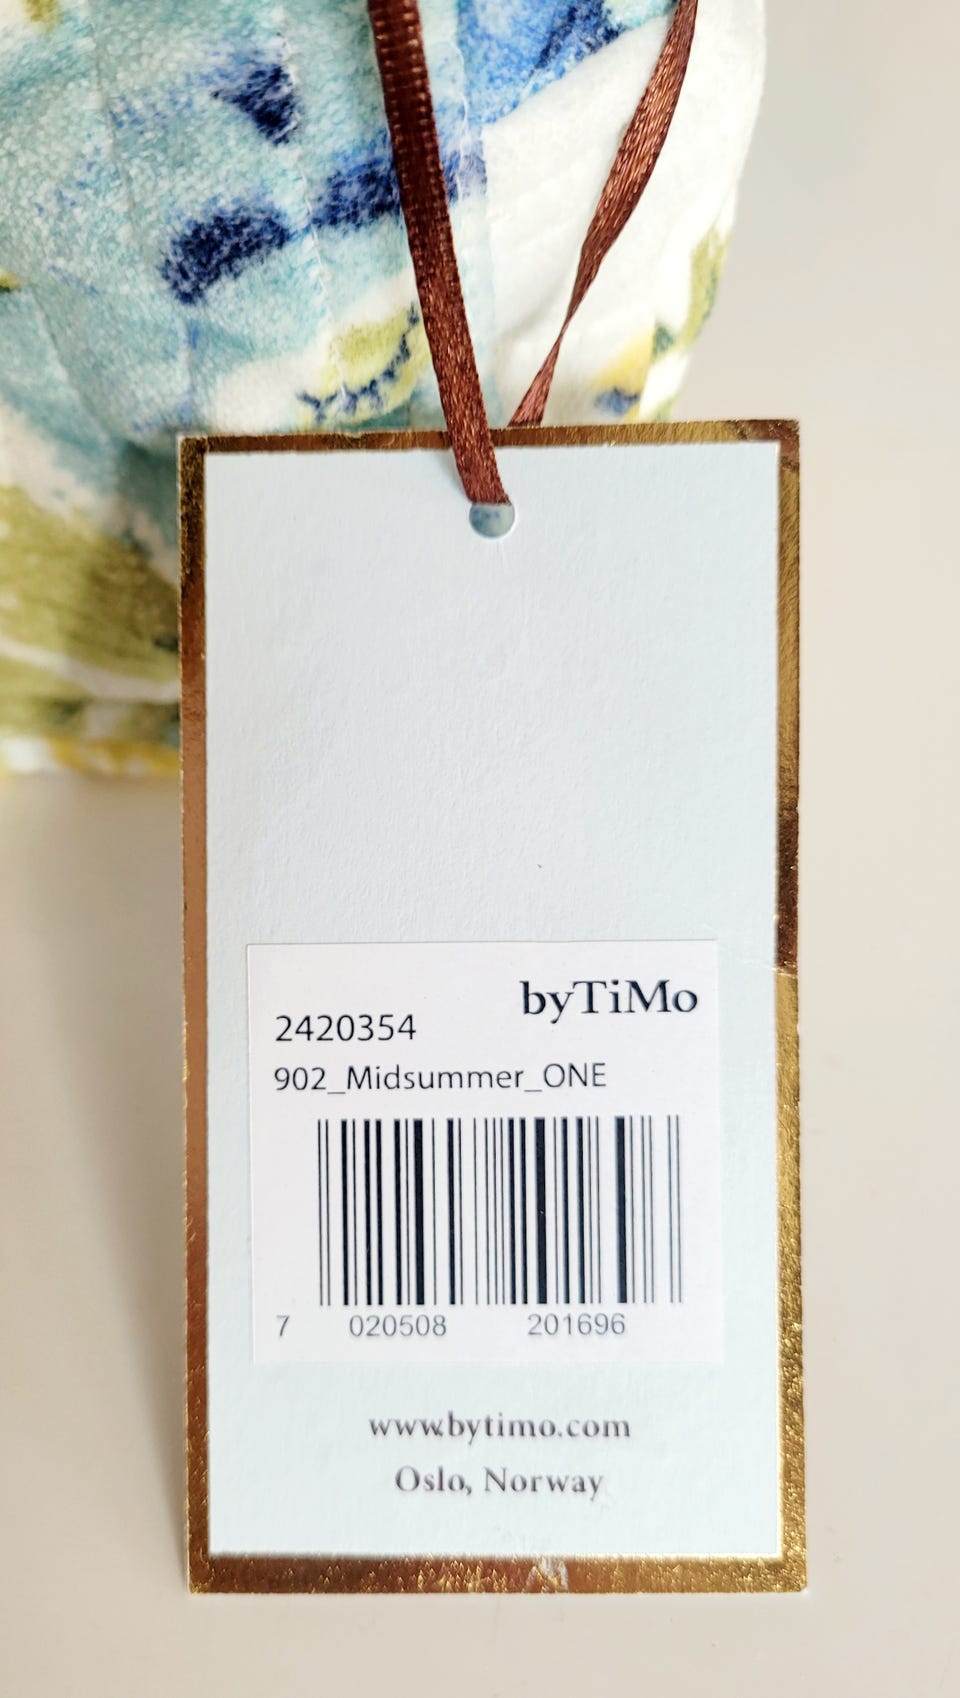 byTiMo
2420354
902_Midsummer_ONE
7 020508 201696
www.bytimo.com
Oslo, Norway